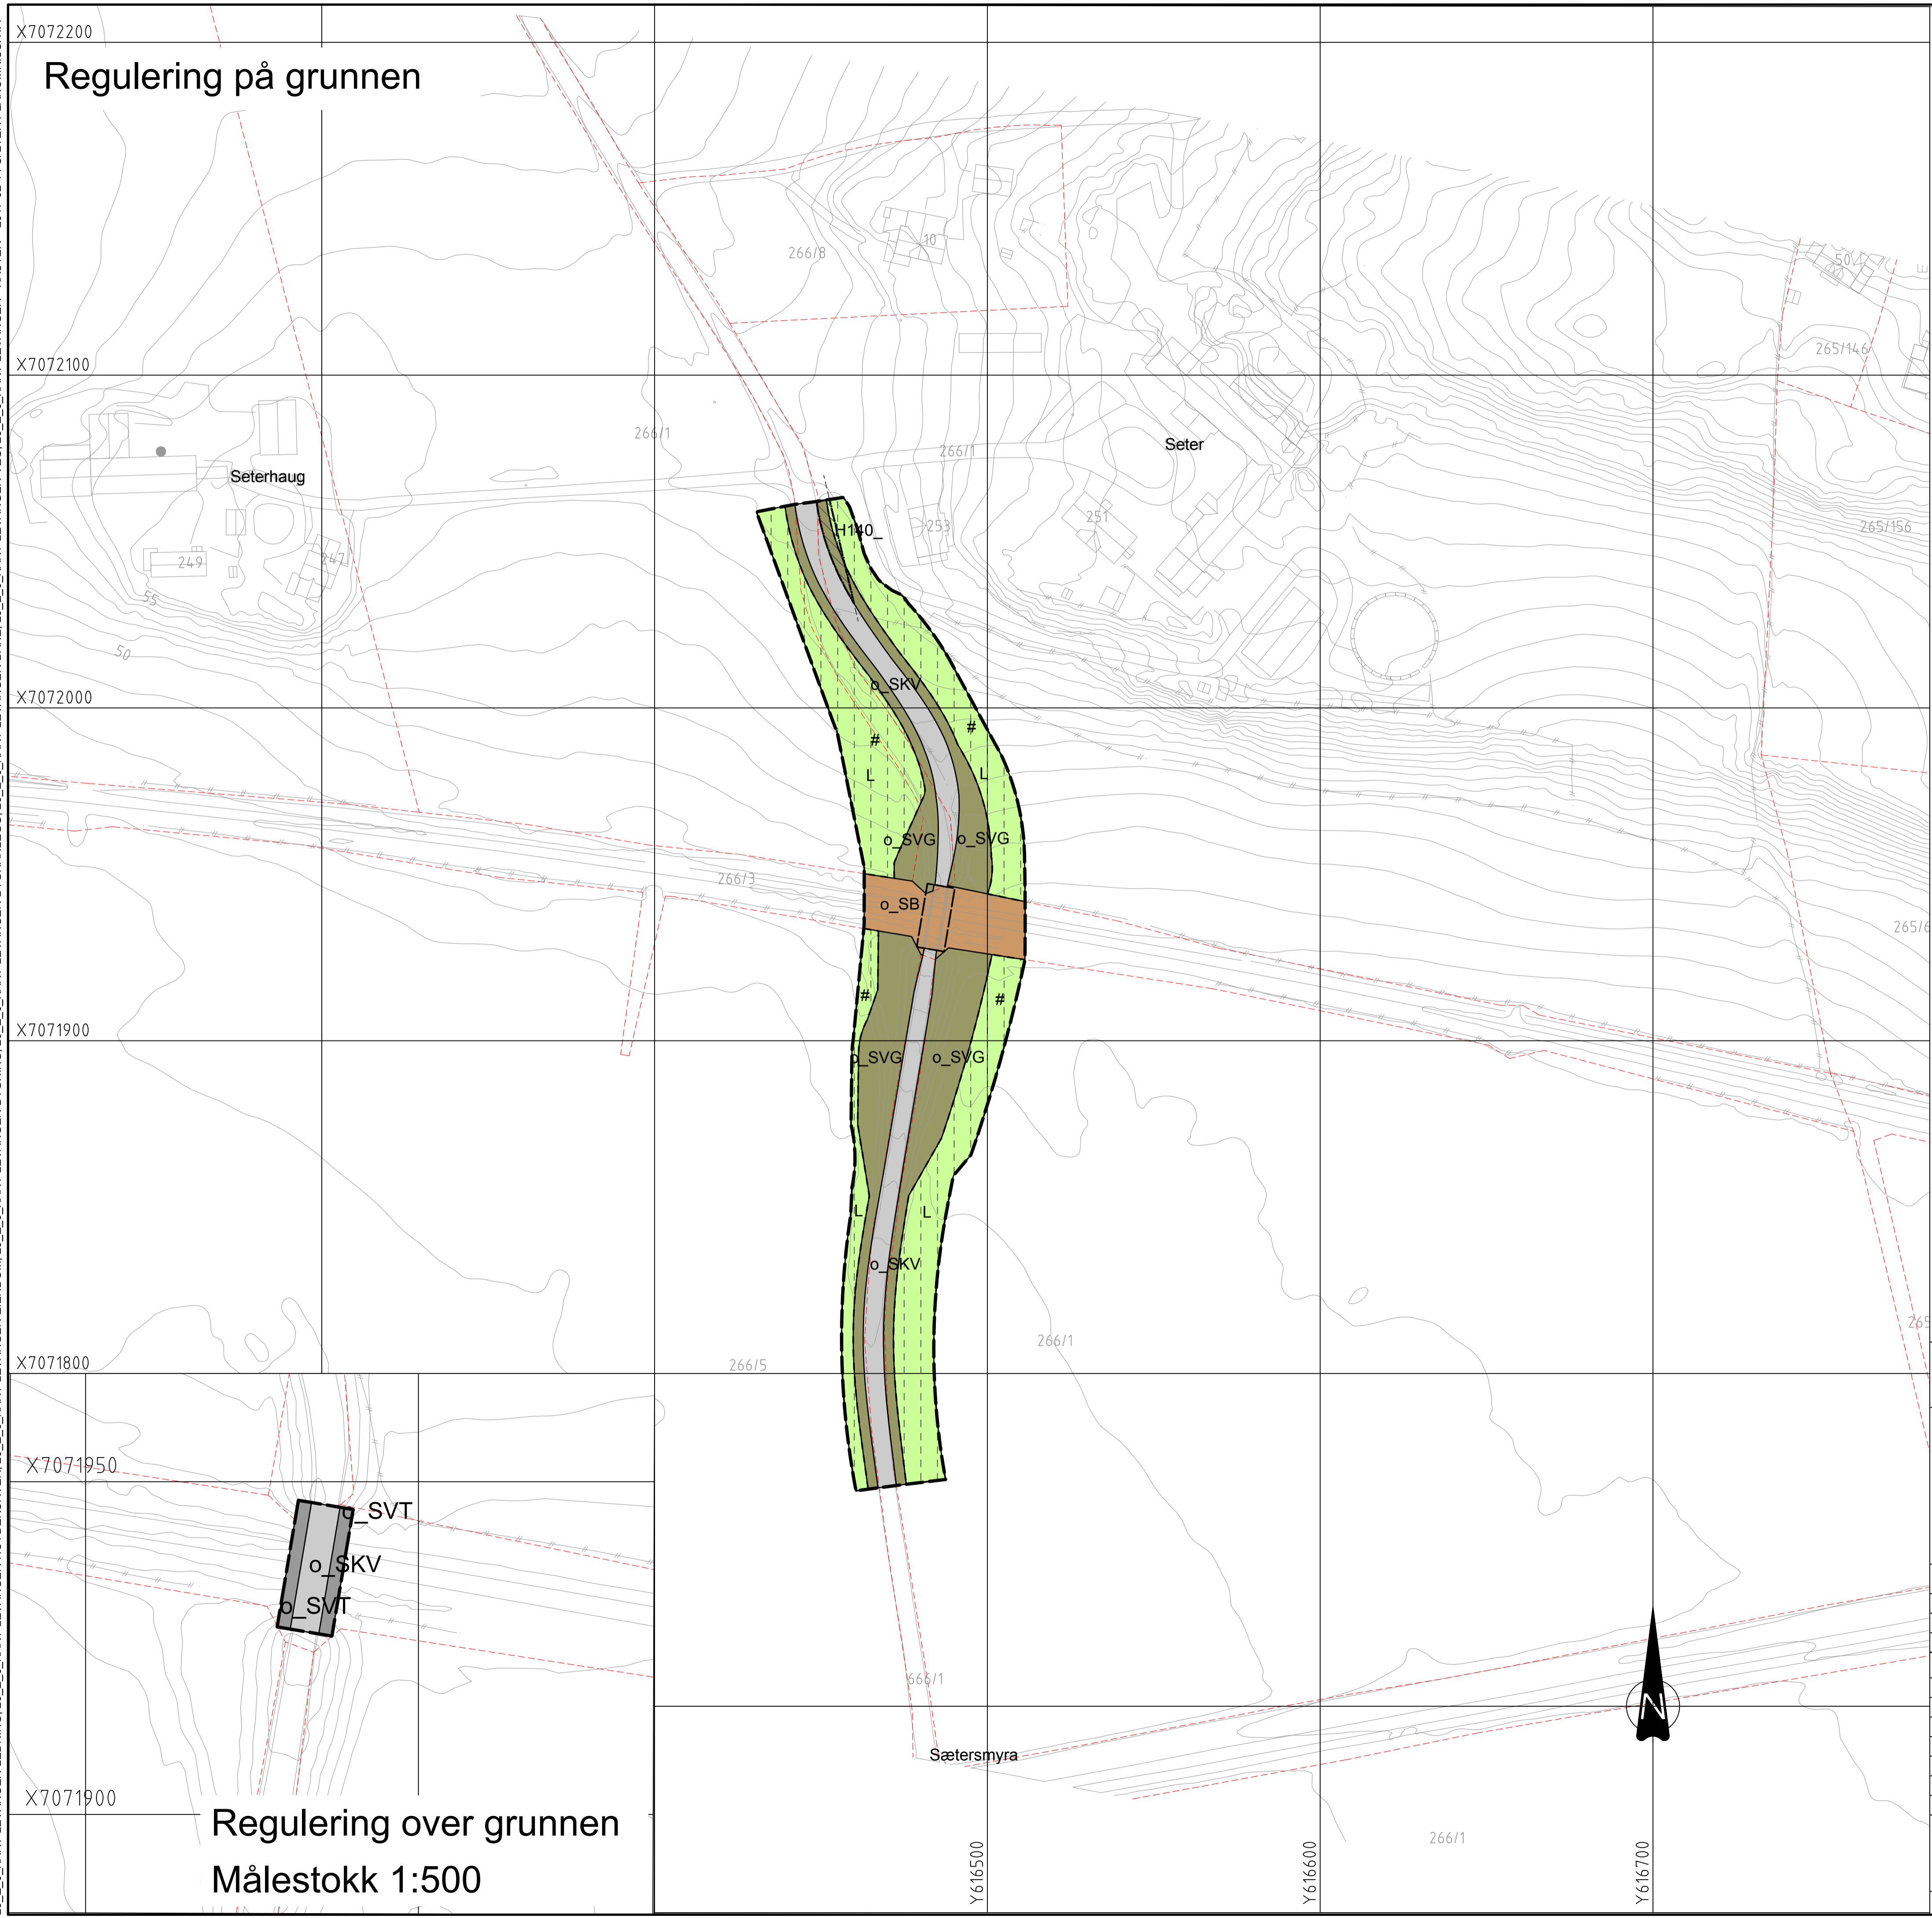 X7072200
Regulering på grunnen
10
266/8
50
265/146
X7072100
266/1
266/1
Seter
Seterhaug
H140_
253
251
265/156
249
247
55
50
o_SKV
X7072000
#
#
L
L
o_SVG
o_SVG
266/3
o_SB
265/6
#
#
X7071900
o_SVG
o_SVG
L
L
o_SKV
265
266/1
266/5
X7071800
X7071950
o_SVT
o_SKV
o_SVT
666/1
N
Sætersmyra
X7071900
Regulering over grunnen
266/1
Målestokk 1:500
Y616500
Y616600
Y616700